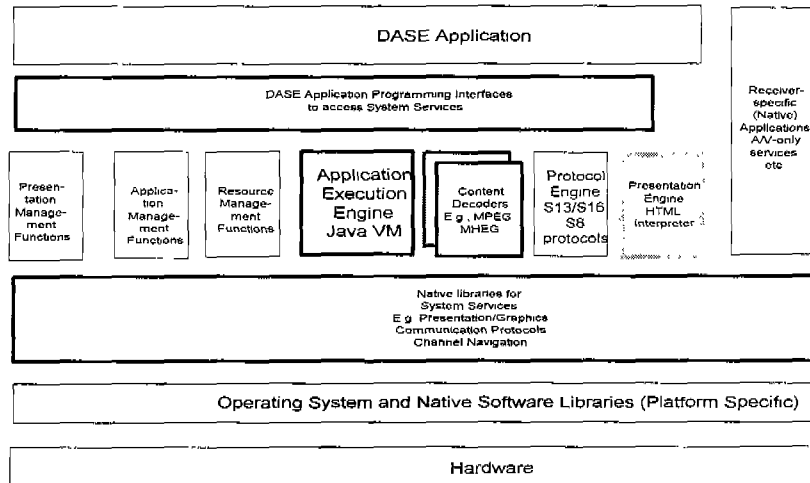 DASE Application
DASE Application Programming Interfaces
to access System Services
Receiver-
specific
(Native)
Applications
A/V-only
services
etc
Presen-
tation
Manage-
ment
Functions
Applica-
tion
Manage-
ment
Functions
Resource
Manage-
ment
Functions
Application
Execution
Engine
Java VM
Content
Decoders
E.g., MPEG
MHEG
Protocol
Engine
S13/S16
S8
protocols
Presentation
Engine
HTML
Interpreter
Native libraries for
System Services
E.g. Presentation/Graphics
Communication Protocols
Channel Navigation
Operating System and Native Software Libraries (Platform Specific)
Hardware